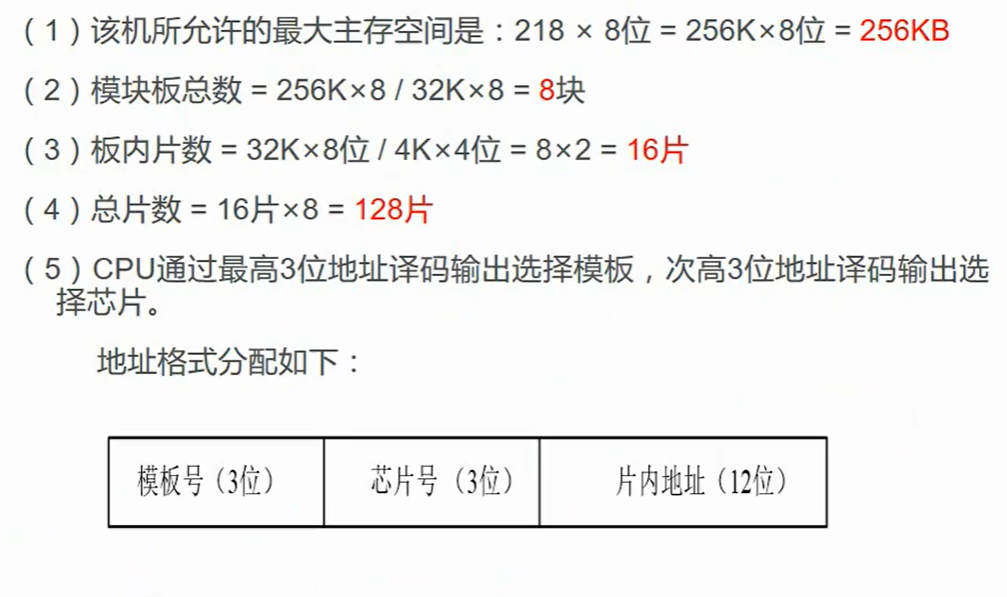 （1）该机所允许的最大主存空间是：218 × 8位 = 256K×8位 = 256KB
（2）模块板总数 = 256K×8 / 32K×8 = 8块
（3）板内片数 = 32K×8位 / 4K×4位 = 8×2 = 16片
（4）总片数 = 16片×8 = 128片
（5）CPU通过最高3位地址译码输出选择模板，次高3位地址译码输出选
择芯片。
地址格式分配如下：
模板号（3位） 芯片号（3位） 片内地址（12位）